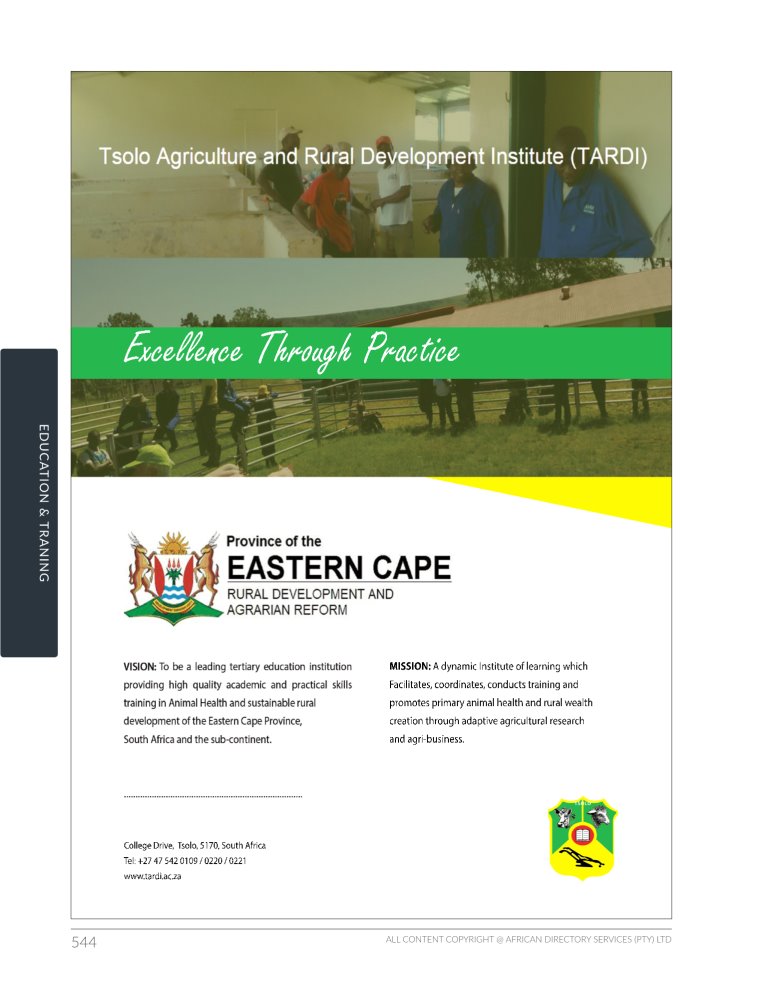 Tsolo Agriculture and Rural Development Institute (TARDI)
Excellence Through Practice
EDUCATION & TRANING
Province of the
EASTERN CAPE
RURAL DEVELOPMENT AND
AGRARIAN REFORM
VISION: To be a leading tertiary education institution
providing high quality academic and practical skills
training in Animal Health and sustainable rural
development of the Eastern Cape Province,
South Africa and the sub-continent.
MISSION: A dynamic Institute of learning which
Facilitates, coordinates, conducts training and
promotes primary animal health and rural wealth
creation through adaptive agricultural research
and agri-business.
College Drive, Tsolo, 5170, South Africa
Tel: +27 47 542 0109 / 0220 / 0221
www.tardi.ac.za
TSOLO
544
ALL CONTENT COPYRIGHT @ AFRICAN DIRECTORY SERVICES (PTY) LTD